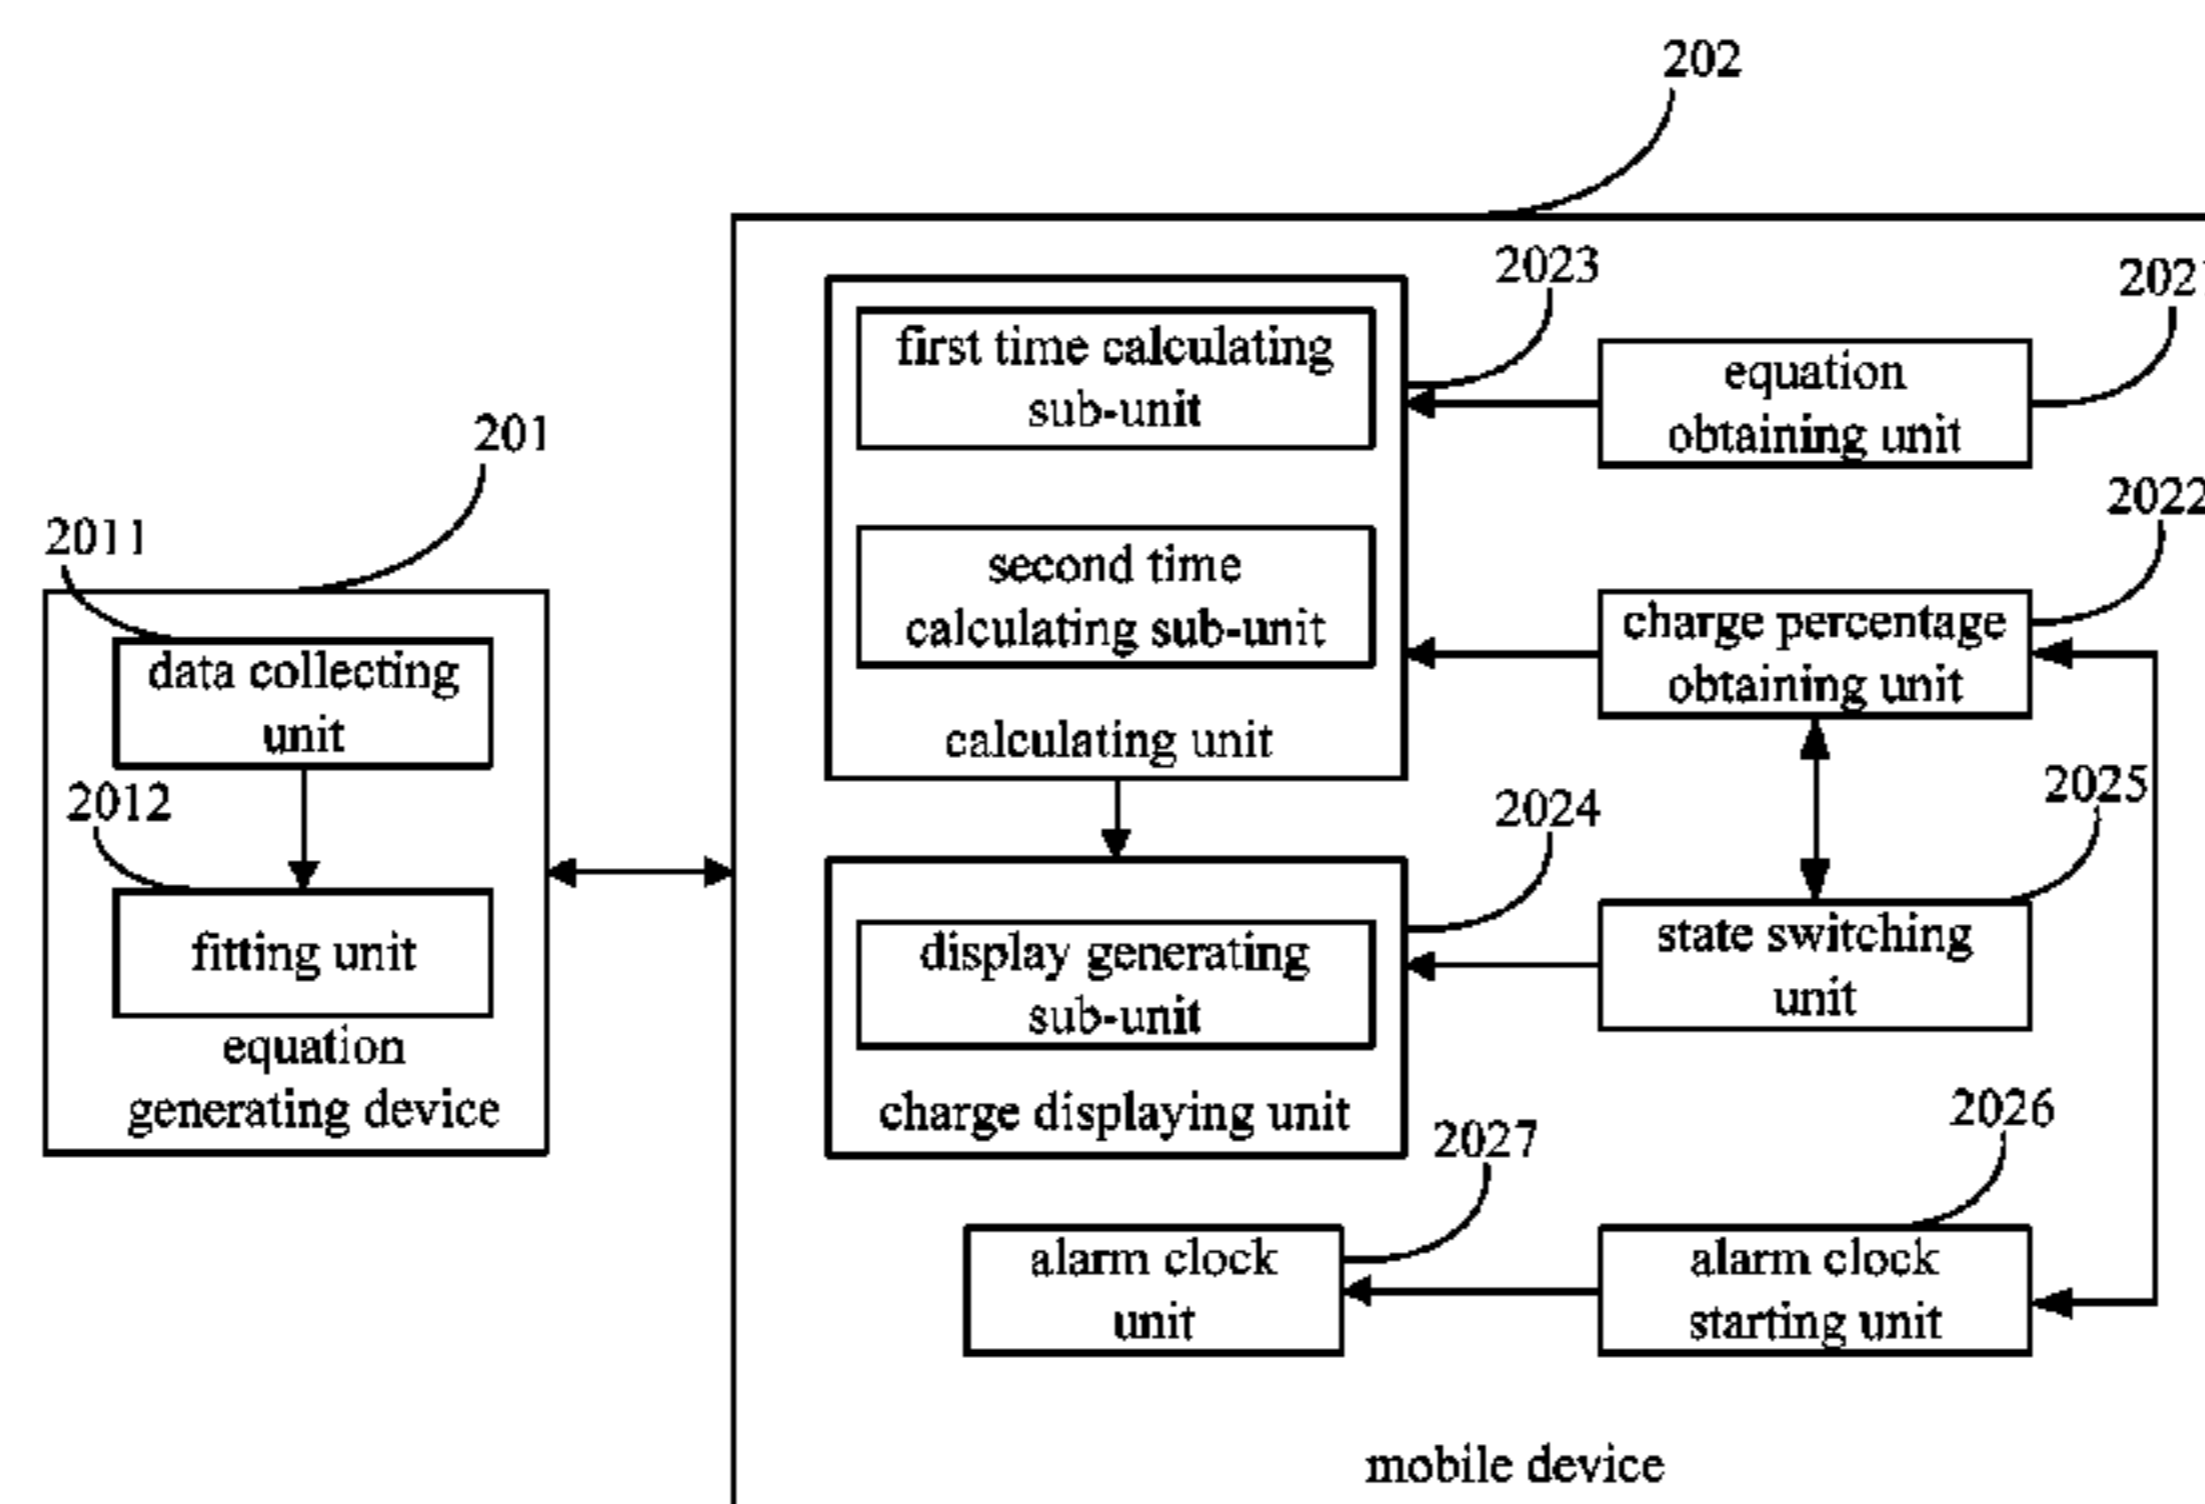 202
2023
2021
first time calculating
sub-unit
equation
obtaining unit
201
2022
2011
second time
calculating sub-unit
charge percentage
obtaining unit
data collecting
unit
calculating unit
2012
2024
2025
fitting unit
display generating
sub-unit
state switching
unit
equation
generating device
charge displaying unit
2027
2026
alarm clock
unit
alarm clock
starting unit
mobile device